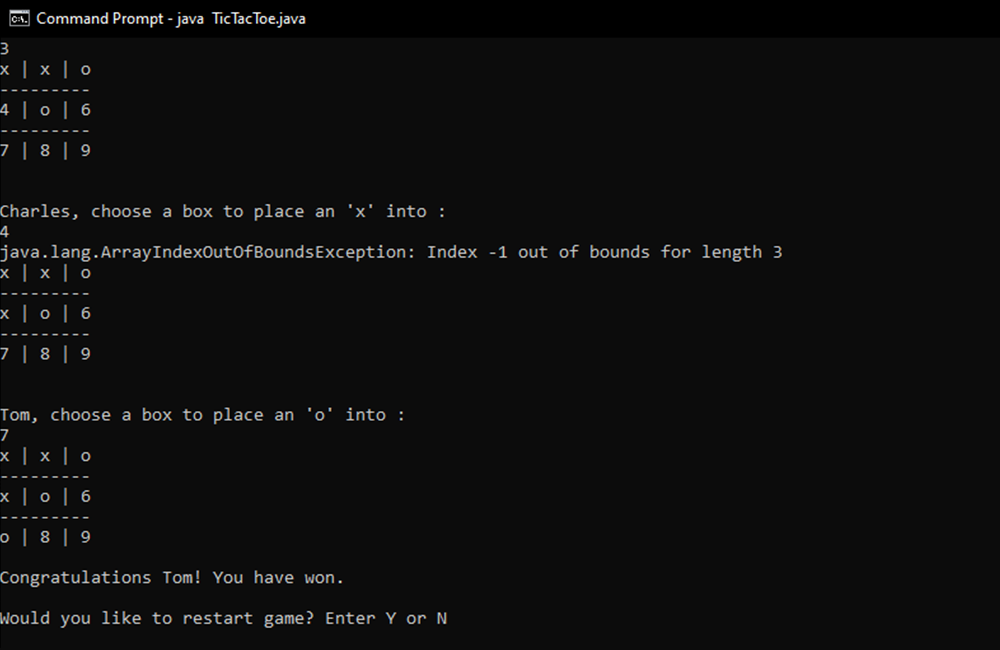 Command Prompt - java  TicTacToe.java
3
x | x | o
---------
4 | o | 6
---------
7 | 8 | 9
Charles, choose a box to place an 'x' into :
4
java.lang.ArrayIndexOutOfBoundsException: Index -1 out of bounds for length 3
x | x | o
---------
x | o | 6
---------
7 | 8 | 9
Tom, choose a box to place an 'o' into :
7
x | x | o
---------
x | o | 6
---------
o | 8 | 9
Congratulations Tom! You have won.
Would you like to restart game? Enter Y or N